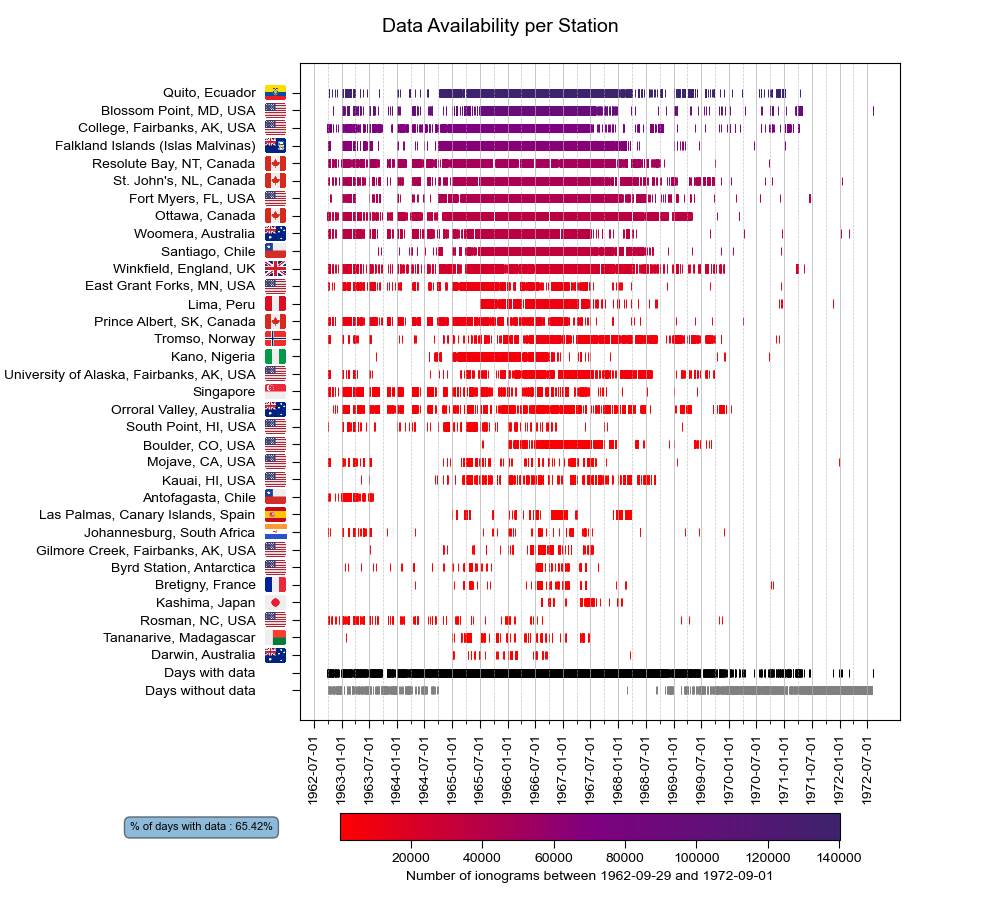 Data Availability per Station
Quito, Ecuador
Blossom Point, MD, USA
College, Fairbanks, AK, USA
Falkland Islands (Islas Malvinas)
Resolute Bay, NT, Canada
St. John's, NL, Canada
Fort Myers, FL, USA
Ottawa, Canada
Woomera, Australia
Santiago, Chile
Winkfield, England, UK
East Grant Forks, MN, USA
Lima, Peru
Prince Albert, SK, Canada
Tromso, Norway
Kano, Nigeria
University of Alaska, Fairbanks, AK, USA
Singapore
Orroral Valley, Australia
South Point, HI, USA
Boulder, CO, USA
Mojave, CA, USA
Kauai, HI, USA
Antofagasta, Chile
Las Palmas, Canary Islands, Spain
Johannesburg, South Africa
Gilmore Creek, Fairbanks, AK, USA
Byrd Station, Antarctica
Bretigny, France
Kashima, Japan
Rosman, NC, USA
Tananarive, Madagascar
Darwin, Australia
Days with data
Days without data
1962-07-01
1963-01-01
1963-07-01
1964-01-01
1964-07-01
1965-01-01
1965-07-01
1966-01-01
1966-07-01
1967-01-01
1967-07-01
1968-01-01
1968-07-01
1969-01-01
1969-07-01
1970-01-01
1970-07-01
1971-01-01
1971-07-01
1972-01-01
1972-07-01
% of days with data : 65.42%
20000 40000 60000 80000 100000 120000 140000
Number of ionograms between 1962-09-29 and 1972-09-01